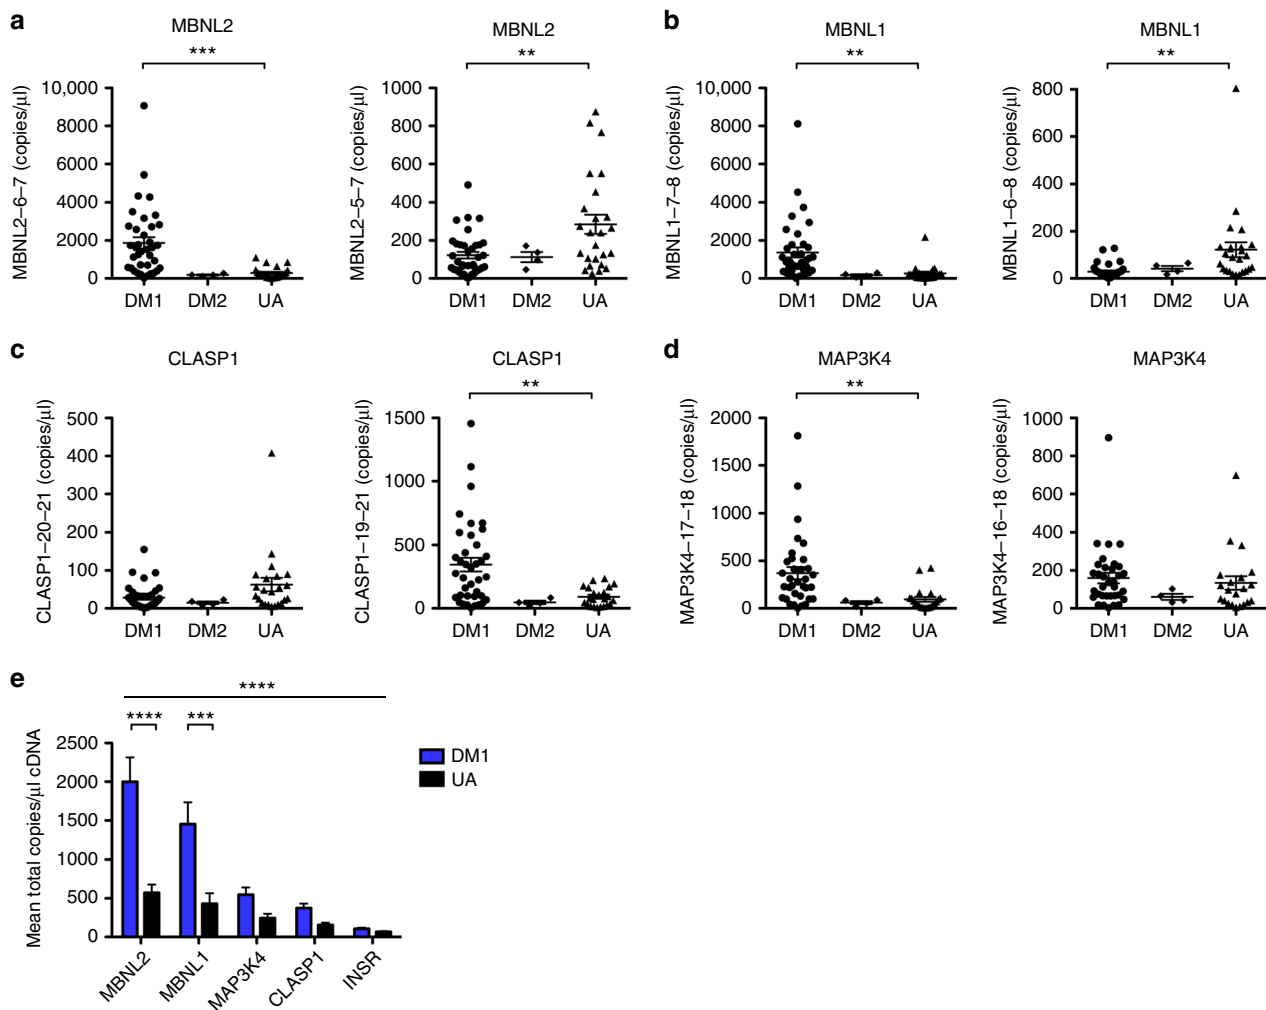 a
MBNL2
***
MBNL2–6–7 (copies/µl)
10,000
8000
6000
4000
2000
0
DM1 DM2 UA
MBNL2
**
MBNL2–5–7 (copies/µl)
1000
800
600
400
200
0
DM1 DM2 UA
b
MBNL1
**
MBNL1–7–8 (copies/µl)
10,000
8000
6000
4000
2000
0
DM1 DM2 UA
MBNL1
**
MBNL1–6–8 (copies/µl)
800
600
400
200
0
DM1 DM2 UA
c
CLASP1
CLASP1–20–21 (copies/µl)
500
400
300
200
100
0
DM1 DM2 UA
CLASP1
**
CLASP1–19–21 (copies/µl)
1500
1000
500
0
DM1 DM2 UA
d
MAP3K4
**
MAP3K4–17–18 (copies/µl)
2000
1500
1000
500
0
DM1 DM2 UA
MAP3K4
MAP3K4–16–18 (copies/µl)
1000
800
600
400
200
0
DM1 DM2 UA
e
****
**** ***
Mean total copies/µl cDNA
2500
2000
1500
1000
500
0
MBNL2 MBNL1 MAP3K4 CLASP1 INSR
DM1
UA